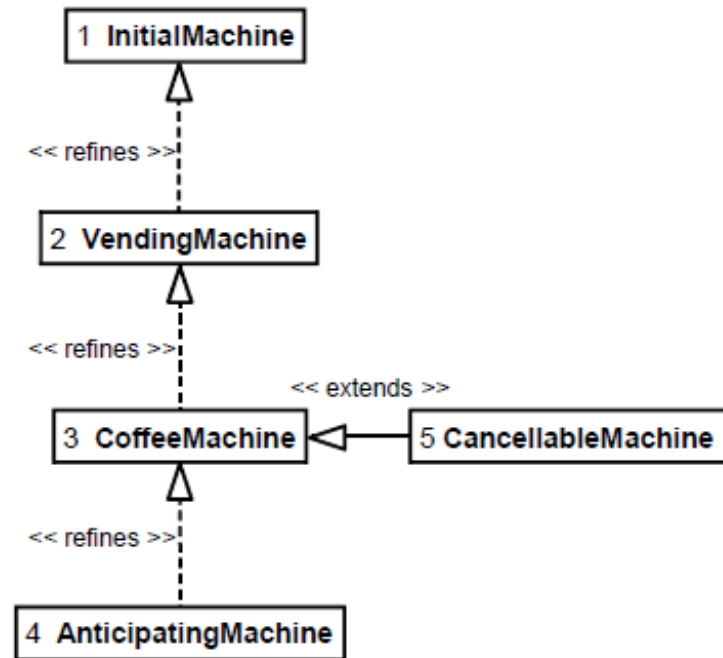 1 InitialMachine
<< refines >>
2 VendingMachine
<< refines >>
<< extends >>
3 CoffeeMachine
5 CancellableMachine
<< refines >>
4 AnticipatingMachine